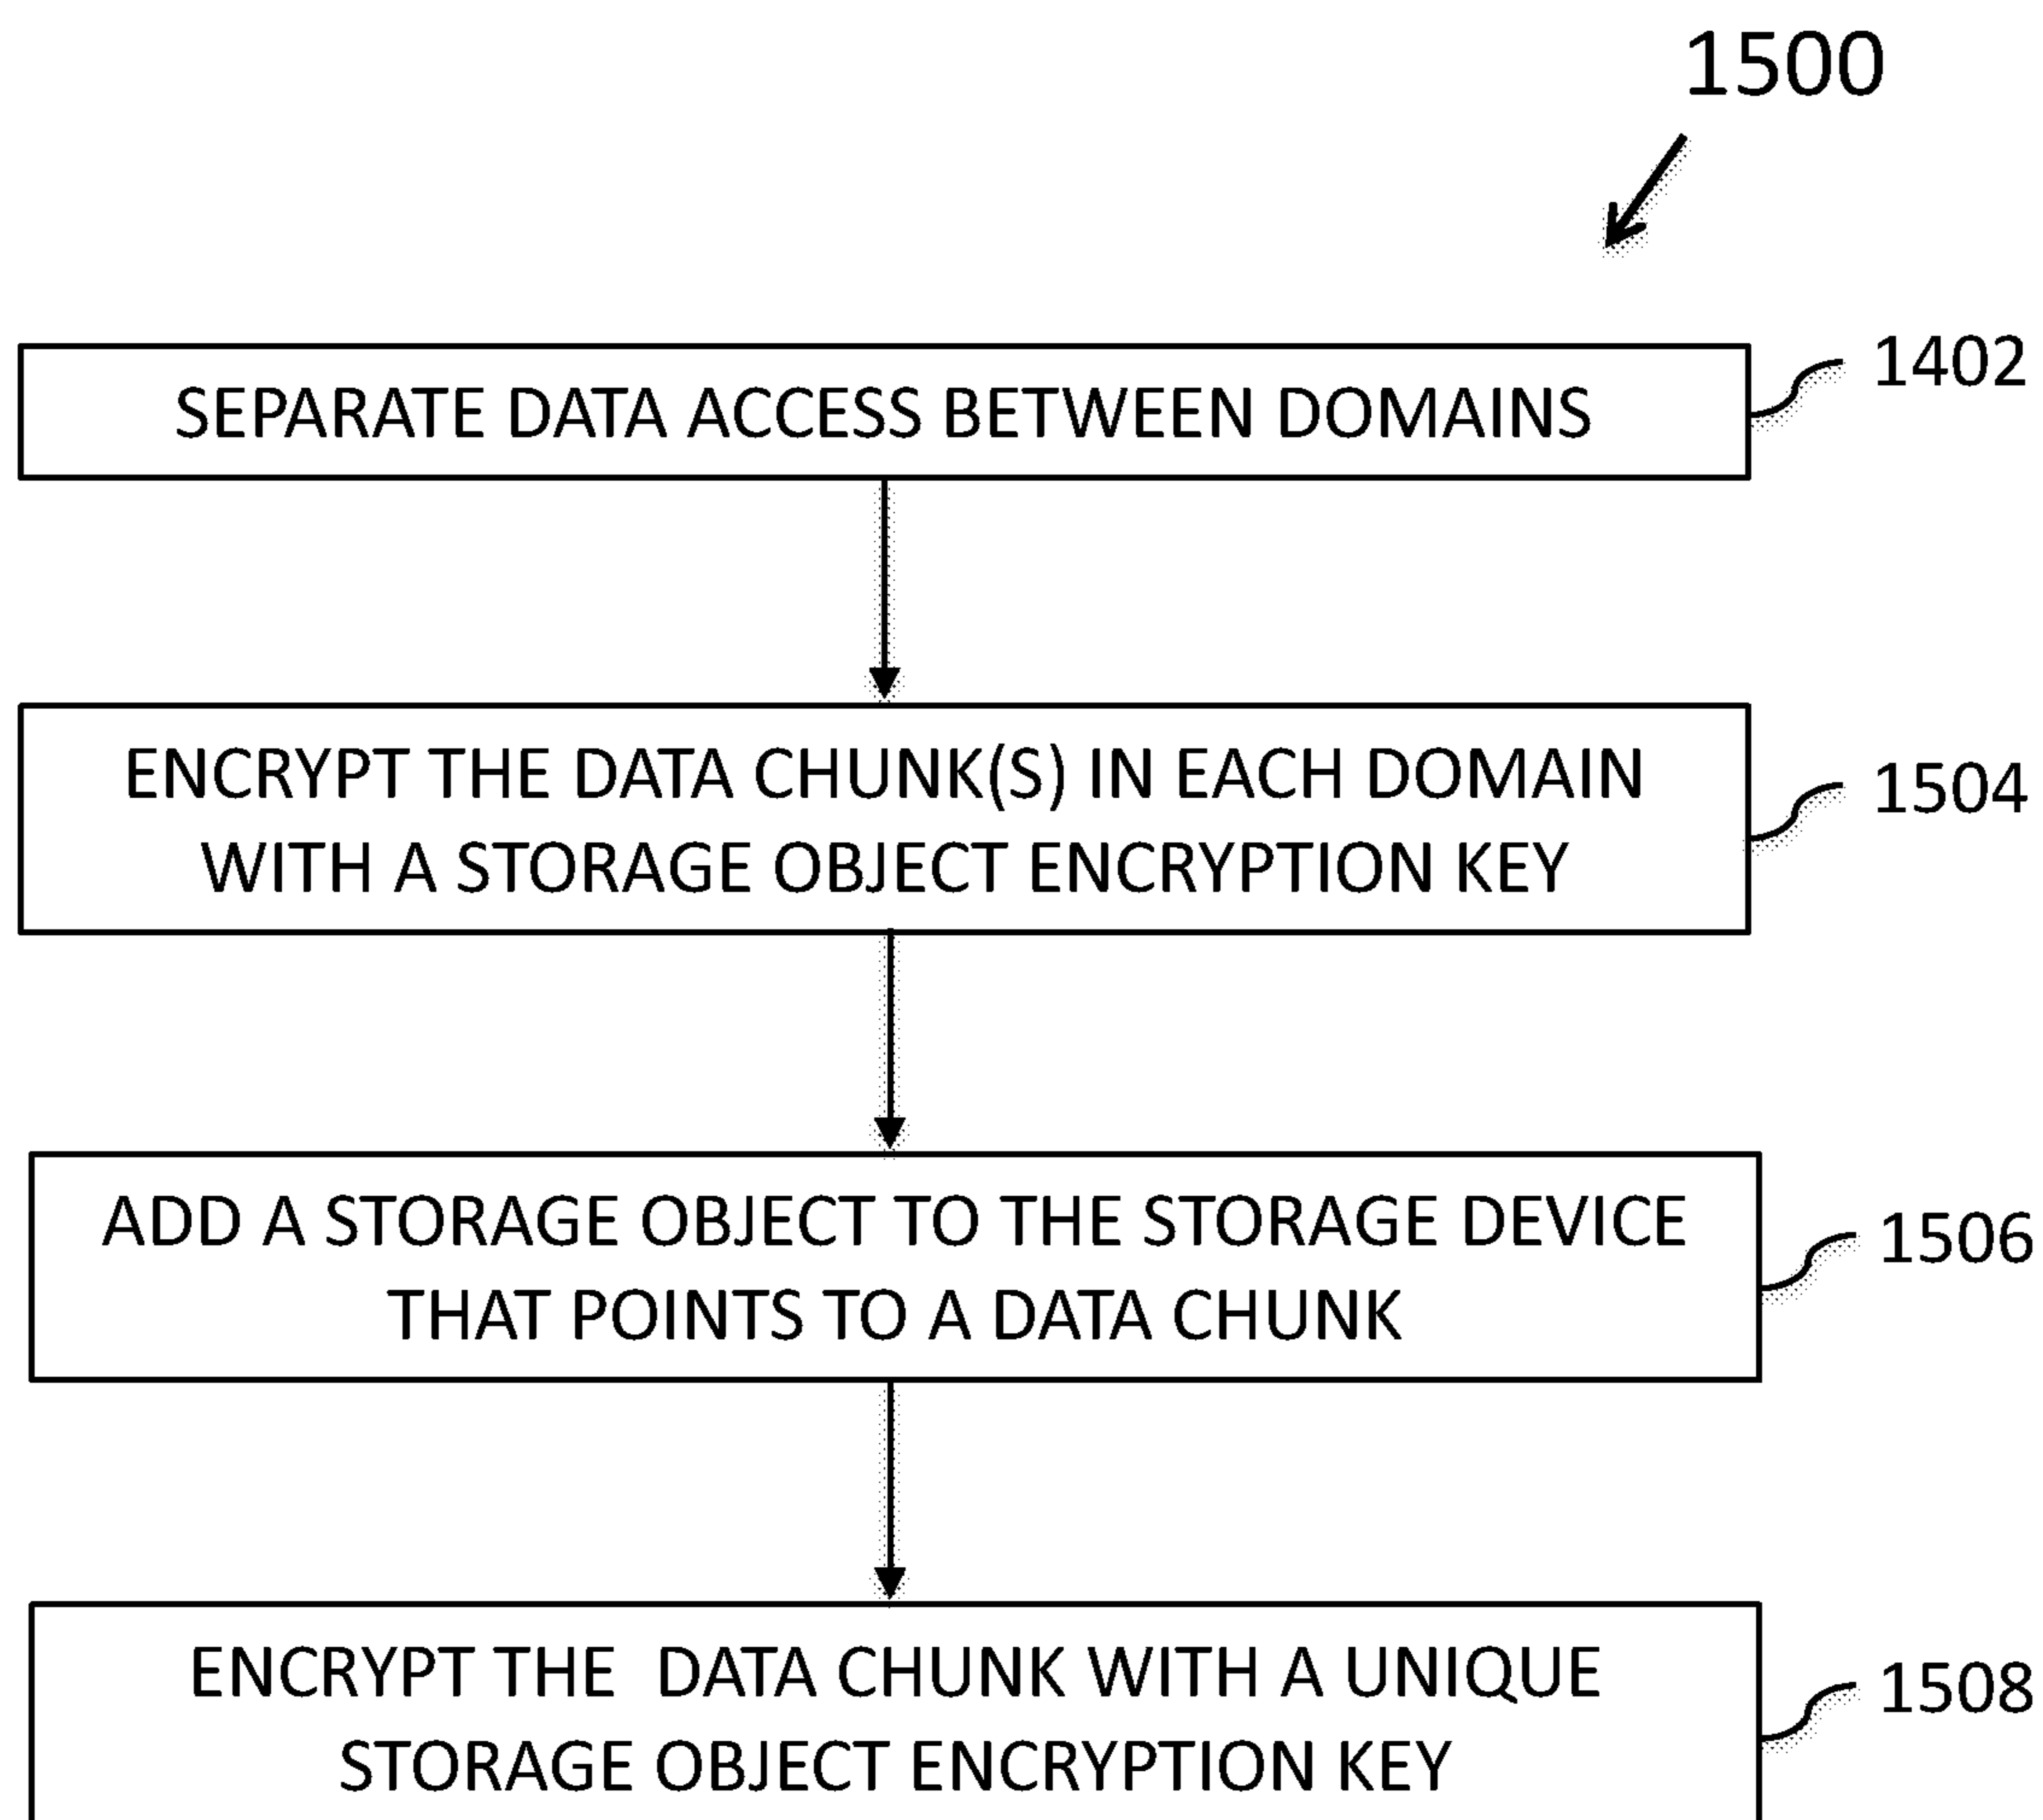 1500
SEPARATE DATA ACCESS BETWEEN DOMAINS
1402
ENCRYPT THE DATA CHUNK(S) IN EACH DOMAIN
WITH A STORAGE OBJECT ENCRYPTION KEY
1504
ADD A STORAGE OBJECT TO THE STORAGE DEVICE
THAT POINTS TO A DATA CHUNK
1506
ENCRYPT THE DATA CHUNK WITH A UNIQUE
STORAGE OBJECT ENCRYPTION KEY
1508